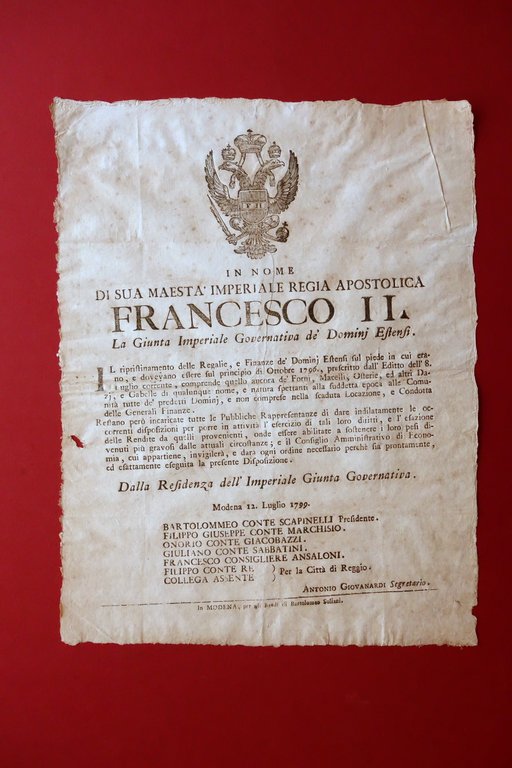 IN NOME
DI SUA MAESTA' IMPERIALE REGIA APOSTOLICA
FRANCESCO II.
La Giunta Imperiale Governativa de' Dominj Estensi.
IL ripristinamento delle Regalie, e Finanze de' Dominj Estensi sul piede in cui era-
no, e dovevano essere sul principio di Ottobre 1796., prescritto dall' Editto dell' 8.
Luglio corrente, comprende quello ancora de' Forni, Macelli, Osterie, ed altri Da-
zj, e Gabelle di qualunque nome, e natura spettanti alla suddetta epoca alle Comu-
nità tutte de' predetti Dominj, e non comprese nella scaduta Locazione, e Condotta
delle Generali Finanze.
Restano però incaricate tutte le Pubbliche Rappresentanze di dare indilatamente le oc-
correnti disposizioni per porre in attività l' esercizio di tali loro diritti, e l' esazione
delle Rendite da quelli provenienti, onde essere abilitate a sostenere i loro pesi di-
venuti più gravosi dalle attuali circostanze; e il Consiglio Amministrativo di Econo-
mia, cui appartiene, invigilerà, e darà ogni ordine necessario perchè sia prontamente,
ed esattamente eseguita la presente Disposizione.
Dalla Residenza dell' Imperiale Giunta Governativa.
Modena 12. Luglio 1799.
BARTOLOMMEO CONTE SCAPINELLI Presidente.
FILIPPO GIUSEPPE CONTE MARCHISIO.
ONORIO CONTE GIACOBAZZI.
GIULIANO CONTE SABBATINI.
FRANCESCO CONSIGLIERE ANSALONI.
FILIPPO CONTE RE ) Per la Città di Reggio.
COLLEGA ASSENTE )
ANTONIO GIOVANARDI Segretario.
In MODENA, per gli Eredi di Bartolomeo Soliani.